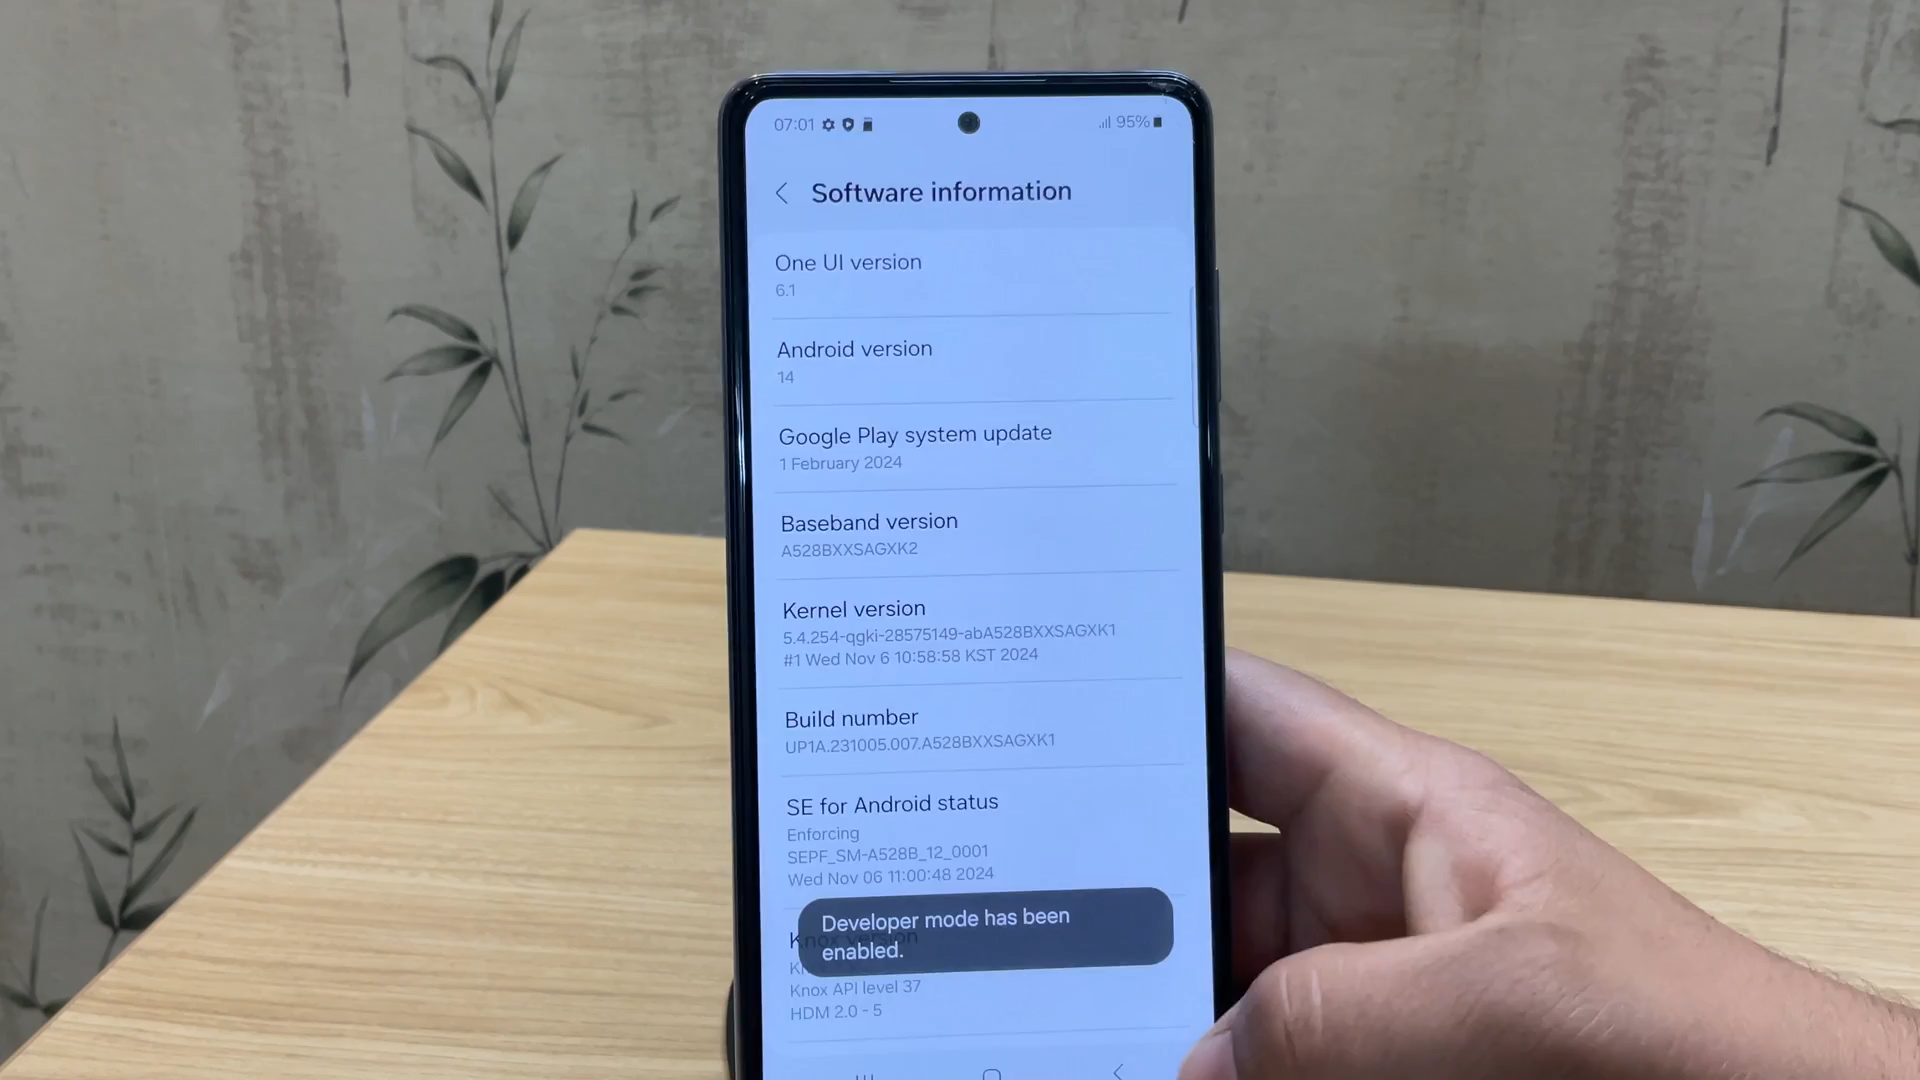 07:01 95%
Software information
One UI version
6.1
Android version
14
Google Play system update
1 February 2024
Baseband version
A528BXXSAGXK2
Kernel version
5.4.254-qgki-28575149-abA528BXXSAGXK1
#1 Wed Nov 6 10:58:58 KST 2024
Build number
UP1A.231005.007.A528BXXSAGXK1
SE for Android status
Enforcing
SEPF_SM-A528B_12_0001
Wed Nov 06 11:00:48 2024
Developer mode has been
enabled.
Knox version
Knox API level 37
HDM 2.0 - 5